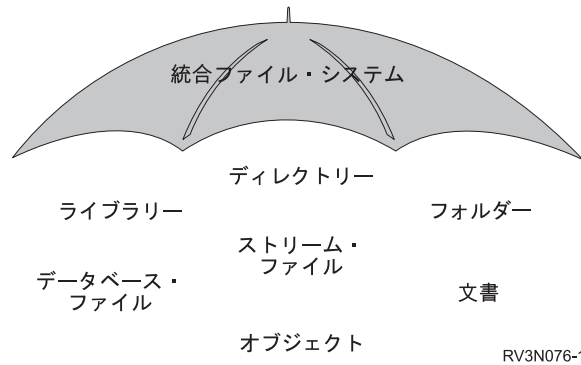 統合ファイル・システム
ディレクトリー
ライブラリー
フォルダー
ストリーム・
ファイル
データベース・
ファイル
文書
オブジェクト
RV3N076-1